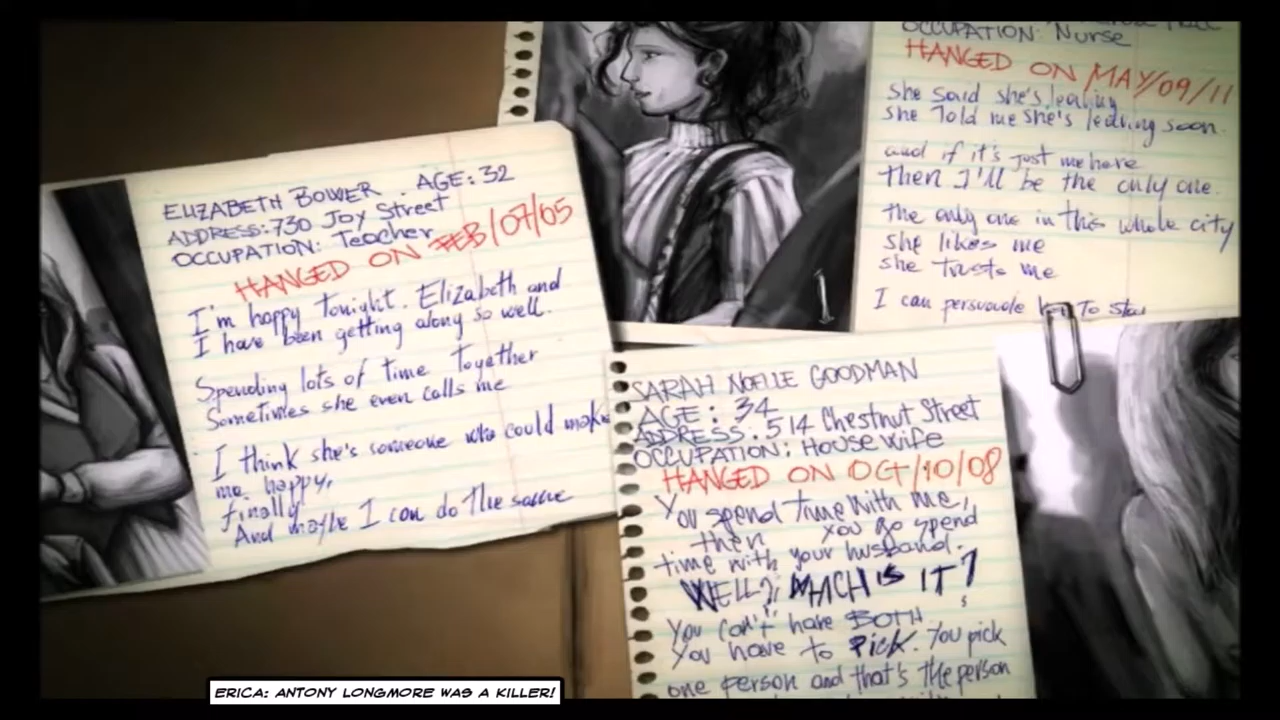 ELIZABETH BOWER . AGE: 32
ADDRESS: 730 Joy Street
OCCUPATION: Teacher
HANGED ON FEB/07/05
I'm happy tonight. Elizabeth and
I have been getting along so well.
Spending lots of time together
Sometimes she even calls me
I think she's someone who could make
me happy,
finally
And maybe I can do the same
OCCUPATION: Nurse
HANGED ON MAY/09/11
she said she's leaving
she told me she's leaving soon.
and if it's just me here
then I'll be the only one.
the only one in this whole city
she likes me
she trusts me
I can persuade To stay
SARAH NOELLE GOODMAN
AGE: 34
ADDRESS: 514 Chestnut Street
OCCUPATION: Housewife
HANGED ON OCT/10/08
You spend time with me,
then you go spend
time with your husband.
WELL?; WHICH IS IT?
You can't have BOTH
You have to PICK. You pick
one person and that's the person
ERICA: ANTONY LONGMORE WAS A KILLER!